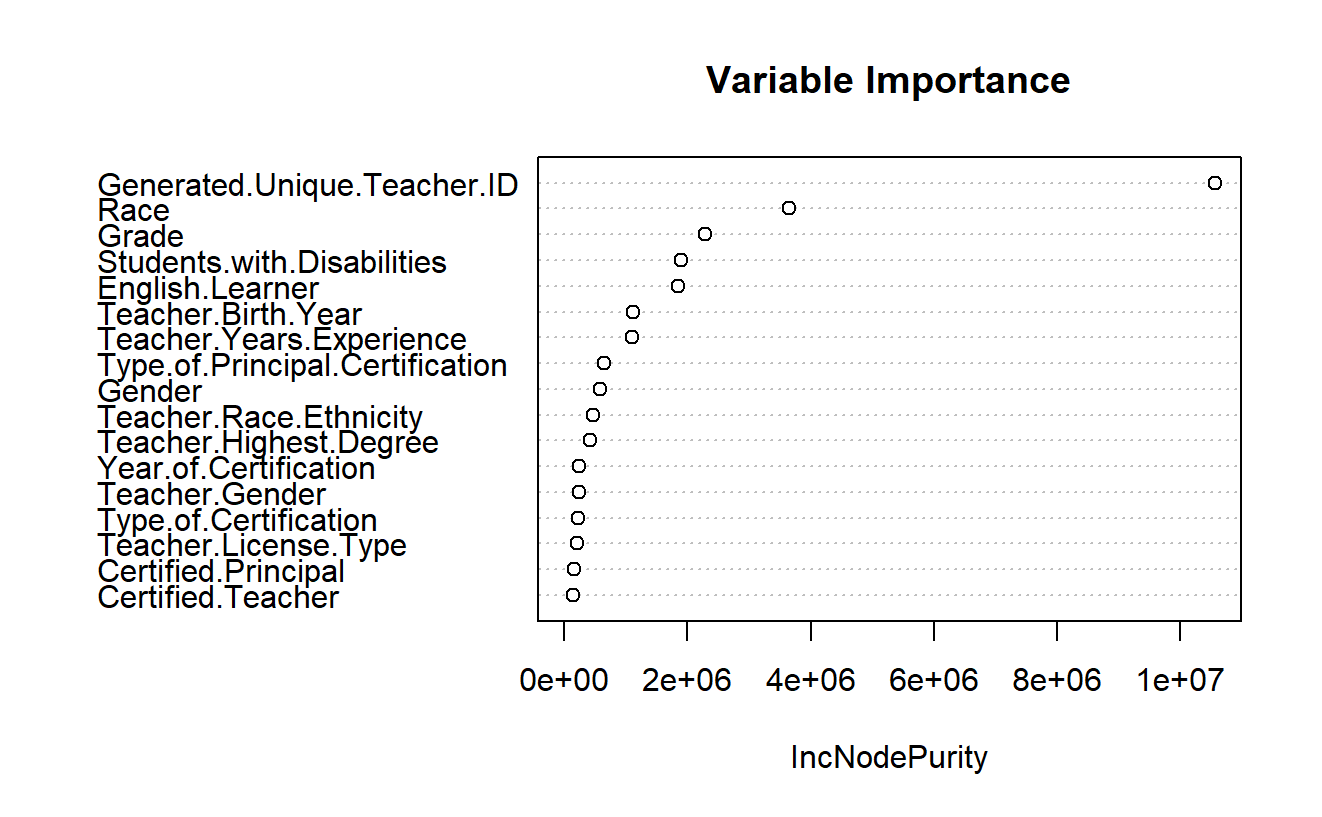 Variable Importance
Generated.Unique.Teacher.ID
Race
Grade
Students.with.Disabilities
English.Learner
Teacher.Birth.Year
Teacher.Years.Experience
Type.of.Principal.Certification
Gender
Teacher.Race.Ethnicity
Teacher.Highest.Degree
Year.of.Certification
Teacher.Gender
Type.of.Certification
Teacher.License.Type
Certified.Principal
Certified.Teacher
0e+00 2e+06 4e+06 6e+06 8e+06 1e+07
IncNodePurity